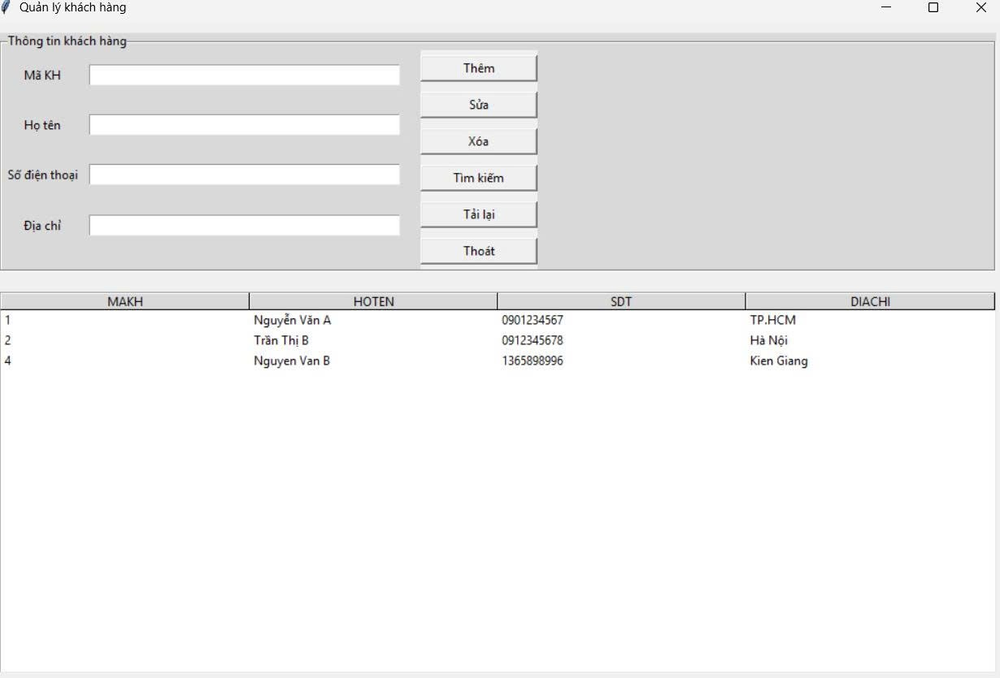 Quản lý khách hàng
Thông tin khách hàng
Mã KH
Họ tên
Số điện thoại
Địa chỉ
Thêm
Sửa
Xóa
Tìm kiếm
Tải lại
Thoát
MAKH HOTEN SDT DIACHI
1 Nguyễn Văn A 0901234567 TP.HCM
2 Trần Thị B 0912345678 Hà Nội
4 Nguyen Van B 1365898996 Kien Giang